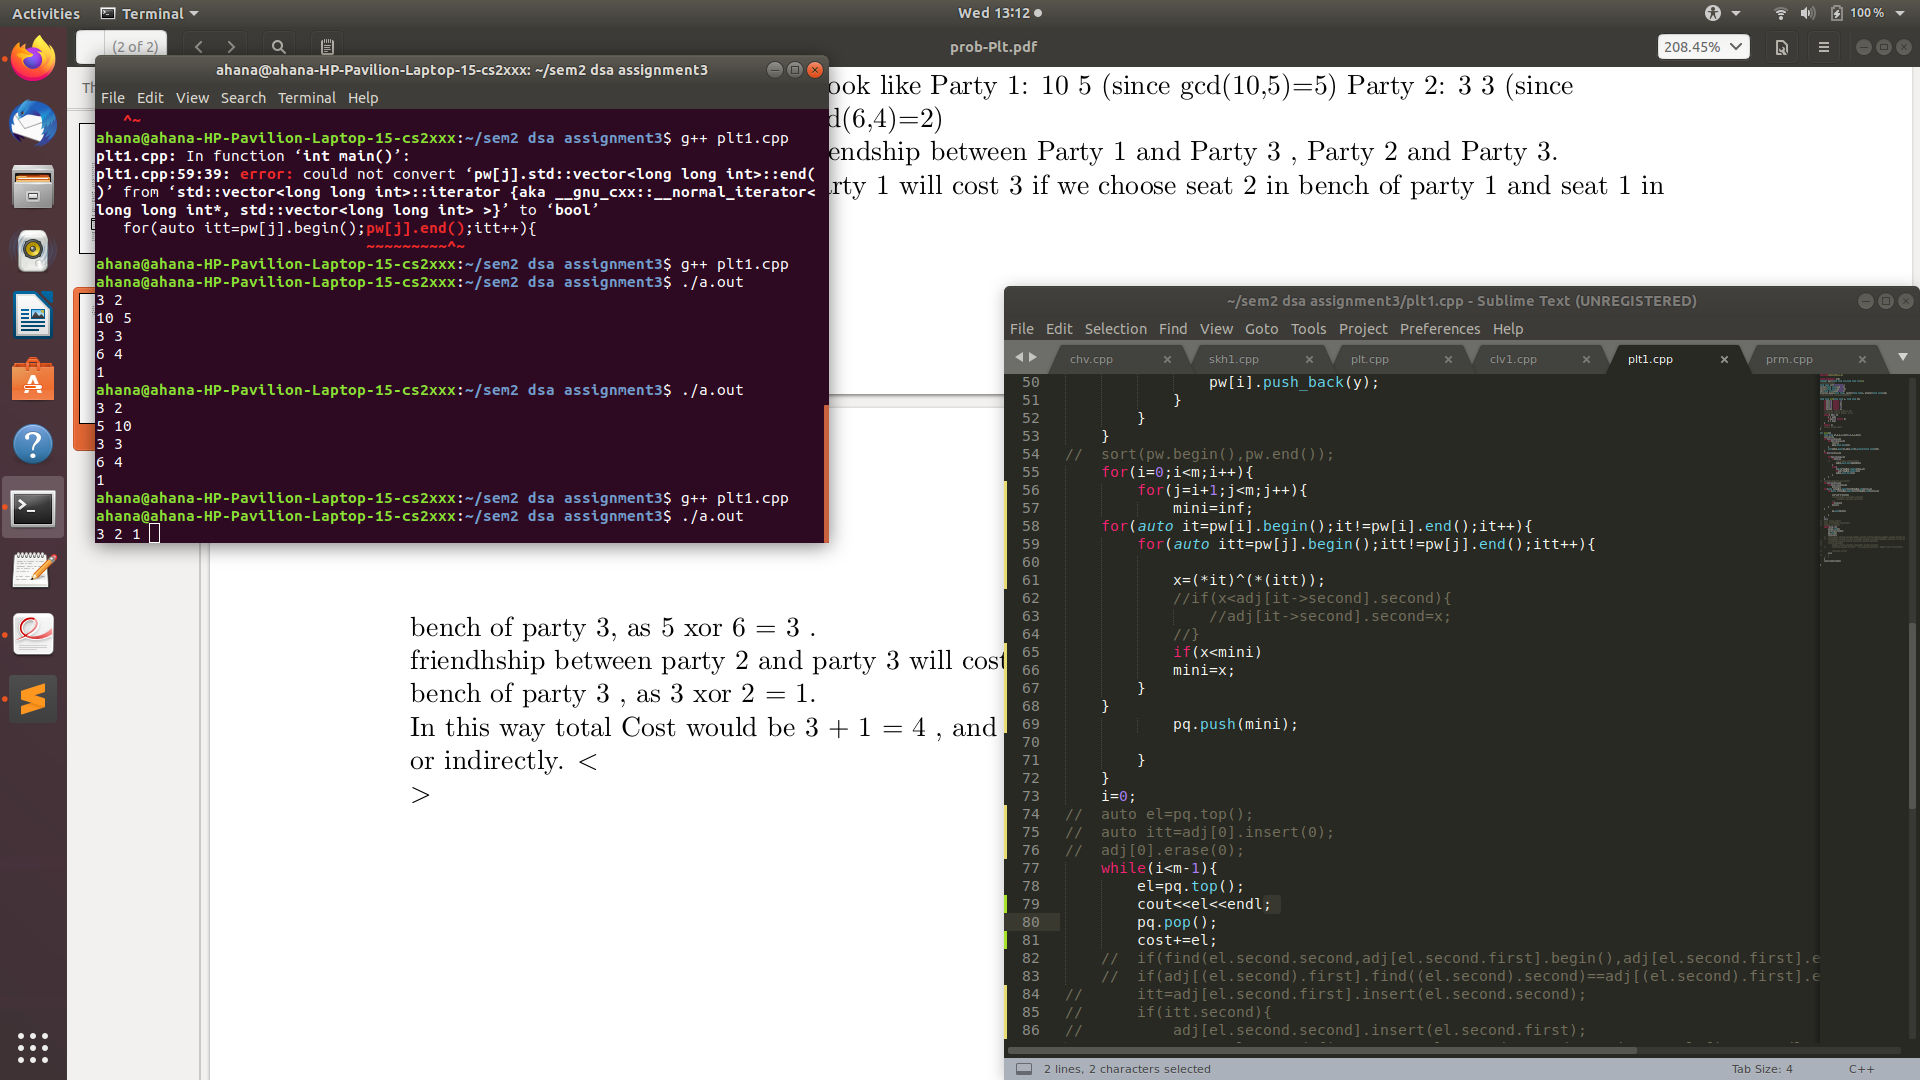 Activities
Terminal
Wed 13:12
100 %
(2 of 2)
prob-Plt.pdf
208.45%
ahana@ahana-HP-Pavilion-Laptop-15-cs2xxx: ~/sem2 dsa assignment3
File Edit View Search Terminal Help
^~
ahana@ahana-HP-Pavilion-Laptop-15-cs2xxx:~/sem2 dsa assignment3$ g++ plt1.cpp
plt1.cpp: In function ‘int main()’:
plt1.cpp:59:39: error: could not convert ‘pw[j].std::vector<long long int>::end(
)’ from ‘std::vector<long long int>::iterator {aka __gnu_cxx::__normal_iterator<
long long int*, std::vector<long long int> >}’ to ‘bool’
for(auto itt=pw[j].begin();pw[j].end();itt++){
~~~~~~~~~^~
ahana@ahana-HP-Pavilion-Laptop-15-cs2xxx:~/sem2 dsa assignment3$ g++ plt1.cpp
ahana@ahana-HP-Pavilion-Laptop-15-cs2xxx:~/sem2 dsa assignment3$ ./a.out
3 2
10 5
3 3
6 4
1
ahana@ahana-HP-Pavilion-Laptop-15-cs2xxx:~/sem2 dsa assignment3$ ./a.out
3 2
5 10
3 3
6 4
1
ahana@ahana-HP-Pavilion-Laptop-15-cs2xxx:~/sem2 dsa assignment3$ g++ plt1.cpp
ahana@ahana-HP-Pavilion-Laptop-15-cs2xxx:~/sem2 dsa assignment3$ ./a.out
3 2 1
ook like Party 1: 10 5 (since gcd(10,5)=5) Party 2: 3 3 (since
d(6,4)=2)
endship between Party 1 and Party 3 , Party 2 and Party 3.
rty 1 will cost 3 if we choose seat 2 in bench of party 1 and seat 1 in
bench of party 3, as 5 xor 6 = 3 .
friendhship between party 2 and party 3 will cost
bench of party 3 , as 3 xor 2 = 1.
In this way total Cost would be 3 + 1 = 4 , and
or indirectly. <
>
~/sem2 dsa assignment3/plt1.cpp - Sublime Text (UNREGISTERED)
File Edit Selection Find View Goto Tools Project Preferences Help
chv.cpp × skh1.cpp × plt.cpp × clv1.cpp × plt1.cpp × prm.cpp ×
50 pw[i].push_back(y);
51 }
52 }
53 }
54 // sort(pw.begin(),pw.end());
55 for(i=0;i<m;i++){
56 for(j=i+1;j<m;j++){
57 mini=inf;
58 for(auto it=pw[i].begin();it!=pw[i].end();it++){
59 for(auto itt=pw[j].begin();itt!=pw[j].end();itt++){
60
61 x=(*it)^(*(itt));
62 //if(x<adj[it->second].second){
63 //adj[it->second].second=x;
64 //}
65 if(x<mini)
66 mini=x;
67 }
68 }
69 pq.push(mini);
70
71 }
72 }
73 i=0;
74 // auto el=pq.top();
75 // auto itt=adj[0].insert(0);
76 // adj[0].erase(0);
77 while(i<m-1){
78 el=pq.top();
79 cout<<el<<endl;
80 pq.pop();
81 cost+=el;
82 // if(find(el.second.second,adj[el.second.first].begin(),adj[el.second.first].e
83 // if(adj[(el.second).first].find((el.second).second)==adj[(el.second).first].e
84 // itt=adj[el.second.first].insert(el.second.second);
85 // if(itt.second){
86 // adj[el.second.second].insert(el.second.first);
2 lines, 2 characters selected
Tab Size: 4
C++